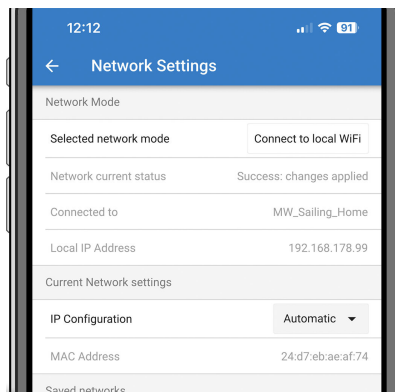 12:12
91
Network Settings
Network Mode
Selected network mode Connect to local WiFi
Network current status Success: changes applied
Connected to MW_Sailing_Home
Local IP Address 192.168.178.99
Current Network settings
IP Configuration Automatic
MAC Address 24:d7:eb:ae:af:74
Saved networks